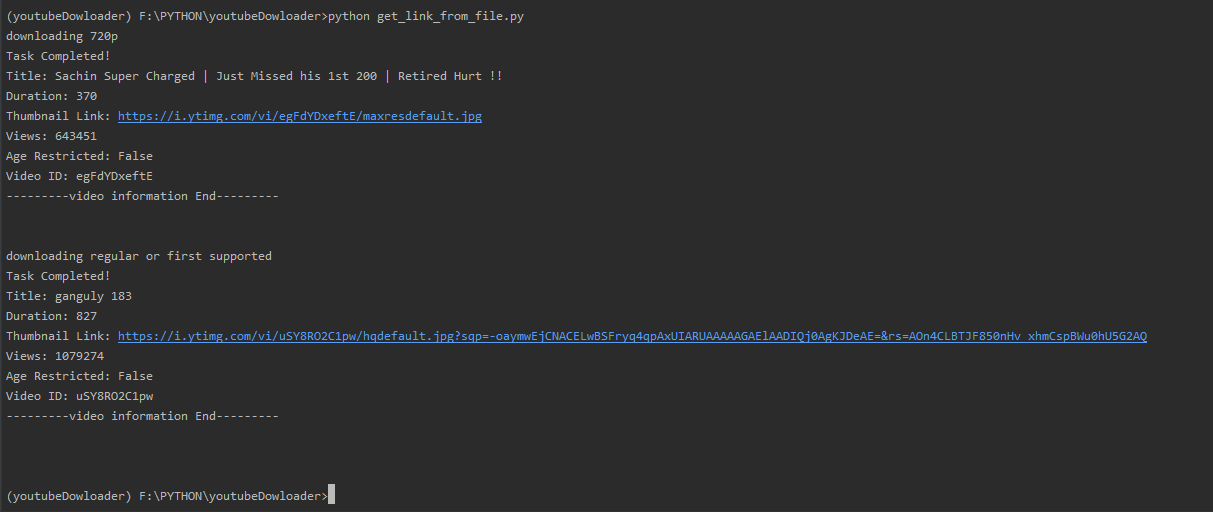 (youtubeDowloader) F:\PYTHON\youtubeDowloader>python get_link_from_file.py
downloading 720p
Task Completed!
Title: Sachin Super Charged | Just Missed his 1st 200 | Retired Hurt !!
Duration: 370
Thumbnail Link: https://i.ytimg.com/vi/egFdYDxeftE/maxresdefault.jpg
Views: 643451
Age Restricted: False
Video ID: egFdYDxeftE
---------video information End---------
downloading regular or first supported
Task Completed!
Title: ganguly 183
Duration: 827
Thumbnail Link: https://i.ytimg.com/vi/uSY8RO2C1pw/hqdefault.jpg?sqp=-oaymwEjCNACELwBSFryq4qpAxUIARUAAAAAGAElAADIQj0AgKJDeAE=&rs=AOn4CLBTJF850nHv_xhmCspBWu0hU5G2AQ
Views: 1079274
Age Restricted: False
Video ID: uSY8RO2C1pw
---------video information End---------
(youtubeDowloader) F:\PYTHON\youtubeDowloader>